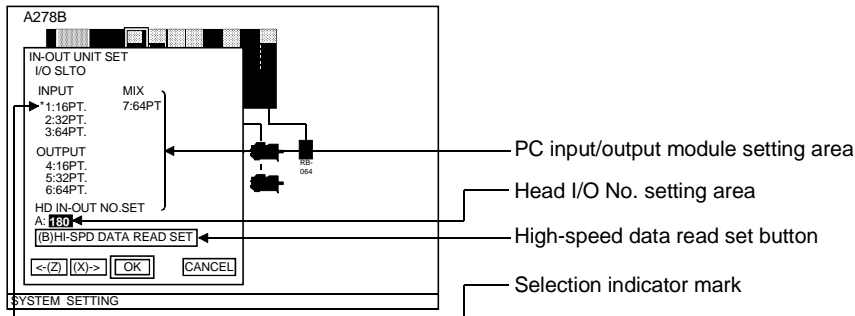 A278B
IN-OUT UNIT SET
I/O SLT0
INPUT MIX
*1:16PT. 7:64PT
2:32PT.
3:64PT.
OUTPUT
4:16PT.
5:32PT.
6:64PT.
HD IN-OUT NO.SET
A: 180
(B)HI-SPD DATA READ SET
<-(Z) (X)-> OK CANCEL
SYSTEM SETTING
RB-
064
PC input/output module setting area
Head I/O No. setting area
High-speed data read set button
Selection indicator mark